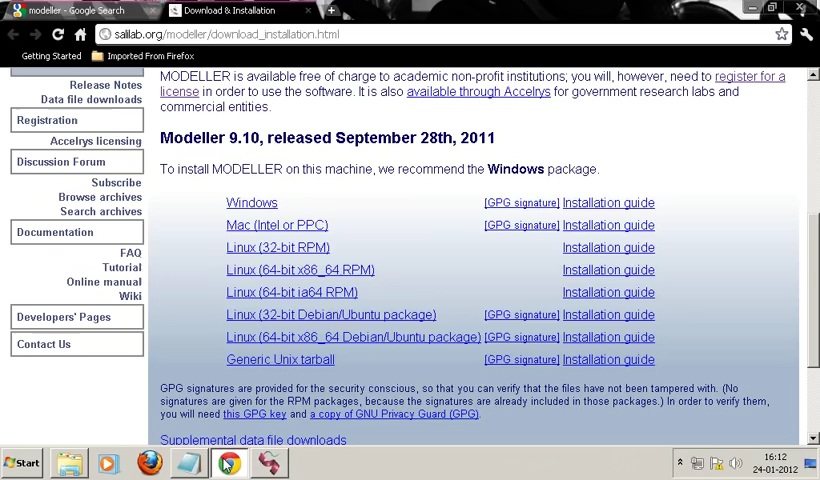 modeller - Google Search
Download & Installation
salilab.org/modeller/download_installation.html
Getting Started
Imported From Firefox
Release Notes
Data file downloads
Registration
Accelrys licensing
Discussion Forum
Subscribe
Browse archives
Search archives
Documentation
FAQ
Tutorial
Online manual
Wiki
Developers' Pages
Contact Us
MODELLER is available free of charge to academic non-profit institutions; you will, however, need to register for a
license in order to use the software. It is also available through Accelrys for government research labs and
commercial entities.
Modeller 9.10, released September 28th, 2011
To install MODELLER on this machine, we recommend the Windows package.
Windows [GPG signature] Installation guide
Mac (Intel or PPC) [GPG signature] Installation guide
Linux (32-bit RPM) Installation guide
Linux (64-bit x86_64 RPM) Installation guide
Linux (64-bit ia64 RPM) Installation guide
Linux (32-bit Debian/Ubuntu package) [GPG signature] Installation guide
Linux (64-bit x86_64 Debian/Ubuntu package) [GPG signature] Installation guide
Generic Unix tarball [GPG signature] Installation guide
GPG signatures are provided for the security conscious, so that you can verify that the files have not been tampered with. (No
signatures are given for the RPM packages, because the signatures are already included in those packages.) In order to verify them,
you will need this GPG key and a copy of GNU Privacy Guard (GPG).
Supplemental data file downloads
Start
16:12
24-01-2012